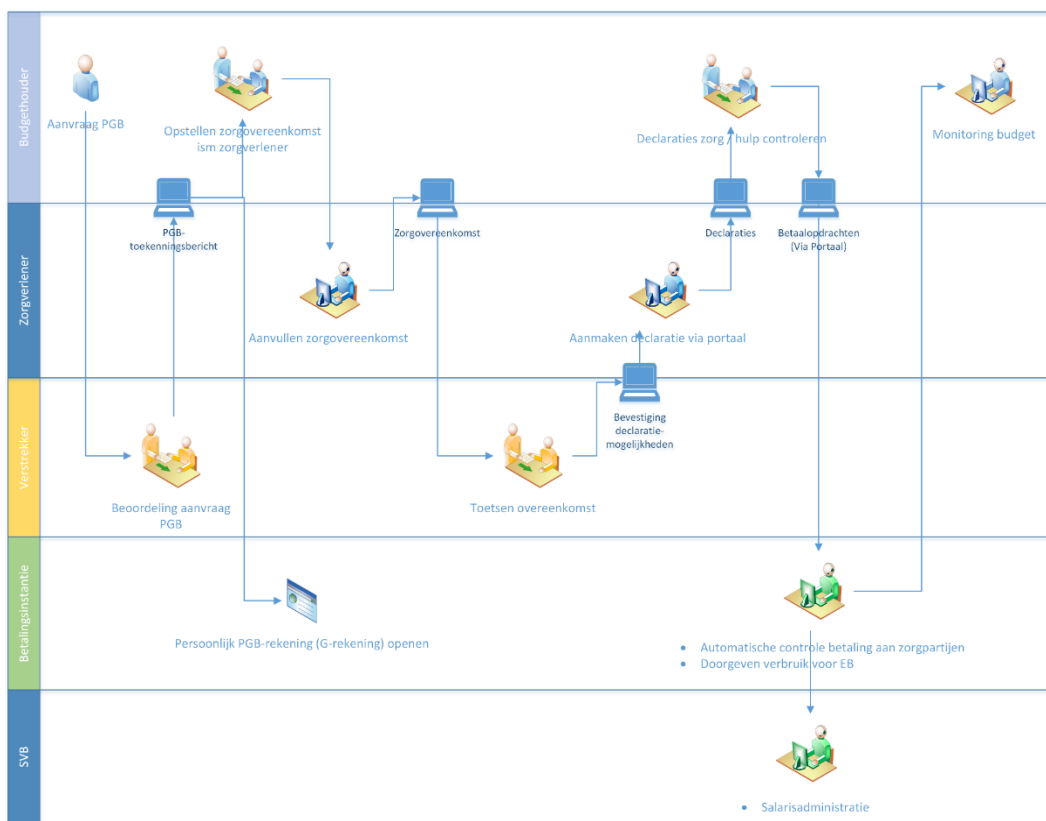 Budgethouder
Aanvraag PGB
Opstellen zorgovereenkomst
ism zorgverlener
Declaraties zorg / hulp controleren
Monitoring budget
Zorgverlener
PGB-
toekenningsbericht
Zorgovereenkomst
Declaraties
Betaalopdrachten
(Via Portaal)
Aanvullen zorgovereenkomst
Aanmaken declaratie via portaal
Verstrekker
Bevestiging
declaratie-
mogelijkheden
Beoordeling aanvraag
PGB
Toetsen overeenkomst
Betalingsinstantie
Persoonlijk PGB-rekening (G-rekening) openen
• Automatische controle betaling aan zorgpartijen
• Doorgeven verbruik voor EB
SVB
• Salarisadministratie